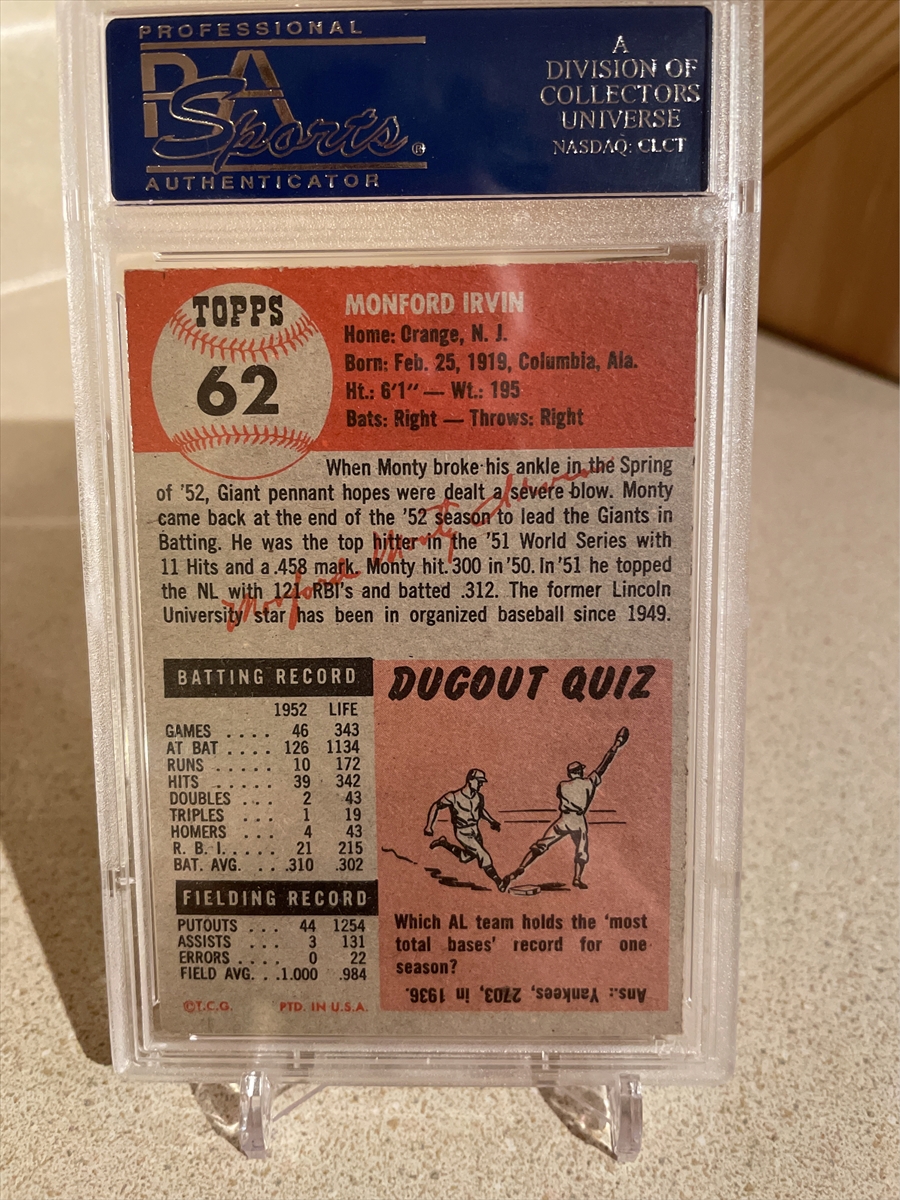 PROFESSIONAL
PSA
Sports®
AUTHENTICATOR
A
DIVISION OF
COLLECTORS
UNIVERSE
NASDAQ: CLCT
TOPPS
62
MONFORD IRVIN
Home: Orange, N. J.
Born: Feb. 25, 1919, Columbia, Ala.
Ht.: 6'1" — Wt.: 195
Bats: Right — Throws: Right
When Monty broke his ankle in the Spring
of '52, Giant pennant hopes were dealt a severe blow. Monty
came back at the end of the '52 season to lead the Giants in
Batting. He was the top hitter in the '51 World Series with
11 Hits and a .458 mark. Monty hit .300 in '50. In '51 he topped
the NL with 121 RBI's and batted .312. The former Lincoln
University star has been in organized baseball since 1949.
Monford Monty Irvin
BATTING RECORD
1952 LIFE
GAMES .... 46 343
AT BAT .... 126 1134
RUNS ..... 10 172
HITS ...... 39 342
DOUBLES ... 2 43
TRIPLES ... 1 19
HOMERS ... 4 43
R. B. I. .... 21 215
BAT. AVG. ... .310 .302
FIELDING RECORD
PUTOUTS ... 44 1254
ASSISTS ... 3 131
ERRORS .... 0 22
FIELD AVG. .. 1.000 .984
©T.C.G. PTD. IN U.S.A.
DUGOUT QUIZ
Which AL team holds the 'most
total bases' record for one
season?
Ans.: Yankees, 2703, in 1936.